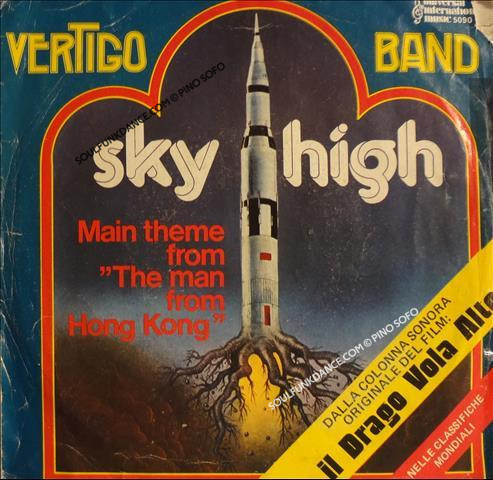 universal
international
music 5090
VERTIGO BAND
sky high
Main theme
from
"The man
from
Hong Kong"
SOULFUNKDANCE.COM © PINO SOFO
SOULFUNKDANCE.COM © PINO SOFO
DALLA COLONNA SONORA
ORIGINALE DEL FILM:
il Drago Vola Alto
NELLE CLASSIFICHE
MONDIALI